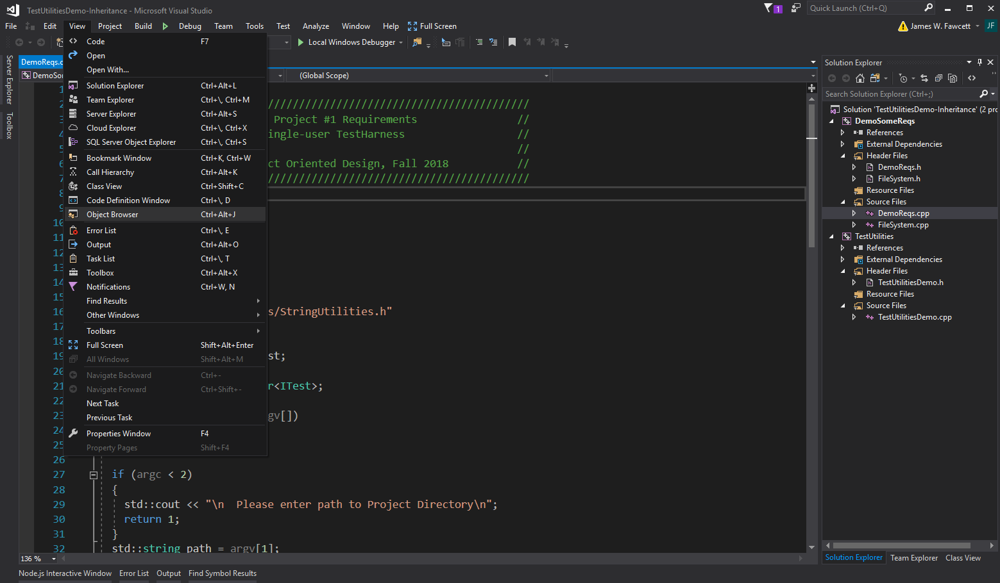 TestUtilitiesDemo-Inheritance - Microsoft Visual Studio
1
Quick Launch (Ctrl+Q)
File Edit View Project Build Debug Team Tools Test Analyze Window Help Full Screen
James W. Fawcett JF
Local Windows Debugger
Server Explorer
Toolbox
DemoReqs.c
DemoSo
(Global Scope)
Code F7
Open
Open With...
Solution Explorer Ctrl+Alt+L
Team Explorer Ctrl+\, Ctrl+M
Server Explorer Ctrl+Alt+S
Cloud Explorer Ctrl+\, Ctrl+X
SQL Server Object Explorer Ctrl+\, Ctrl+S
Bookmark Window Ctrl+K, Ctrl+W
Call Hierarchy Ctrl+Alt+K
Class View Ctrl+Shift+C
Code Definition Window Ctrl+\, D
Object Browser Ctrl+Alt+J
Error List Ctrl+\, E
Output Ctrl+Alt+O
Task List Ctrl+\, T
Toolbox Ctrl+Alt+X
Notifications Ctrl+W, N
Find Results
Other Windows
Toolbars
Full Screen Shift+Alt+Enter
All Windows Shift+Alt+M
Navigate Backward Ctrl+-
Navigate Forward Ctrl+Shift+-
Next Task
Previous Task
Properties Window F4
Property Pages Shift+F4
1
2 //////////////////////////////////////////
3 Project #1 Requirements //
4 ingle-user TestHarness //
5 //
6 ct Oriented Design, Fall 2018 //
7 //////////////////////////////////////////
8
9
10
11
12
13
14
15
16 s/StringUtilities.h"
17
18
19 st;
20
21 r<ITest>;
22
23 gv[])
24
25
26
27 if (argc < 2)
28 {
29 std::cout << "\n  Please enter path to Project Directory\n";
30 return 1;
31 }
32 std::string path = argv[1];
136 %
Solution Explorer
Search Solution Explorer (Ctrl+;)
Solution 'TestUtilitiesDemo-Inheritance' (2 pro
DemoSomeReqs
References
External Dependencies
Header Files
DemoReqs.h
FileSystem.h
Resource Files
Source Files
DemoReqs.cpp
FileSystem.cpp
TestUtilities
References
External Dependencies
Header Files
TestUtilitiesDemo.h
Resource Files
Source Files
TestUtilitiesDemo.cpp
Solution Explorer Team Explorer Class View
Node.js Interactive Window Error List Output Find Symbol Results